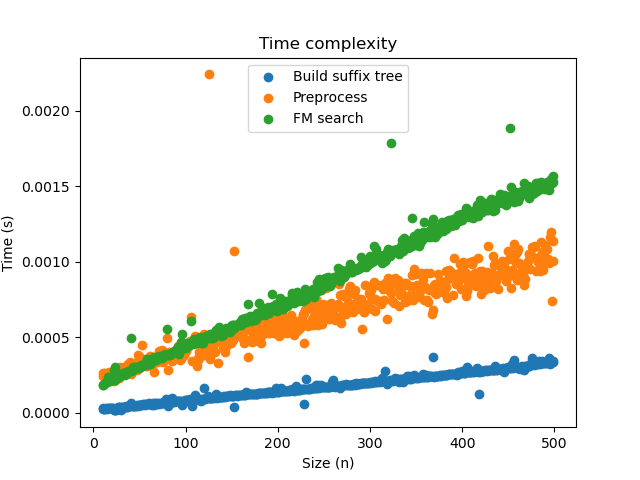 Time complexity
Build suffix tree
Preprocess
FM search
0.0020
0.0015
0.0010
0.0005
0.0000
Time (s)
0 100 200 300 400 500
Size (n)